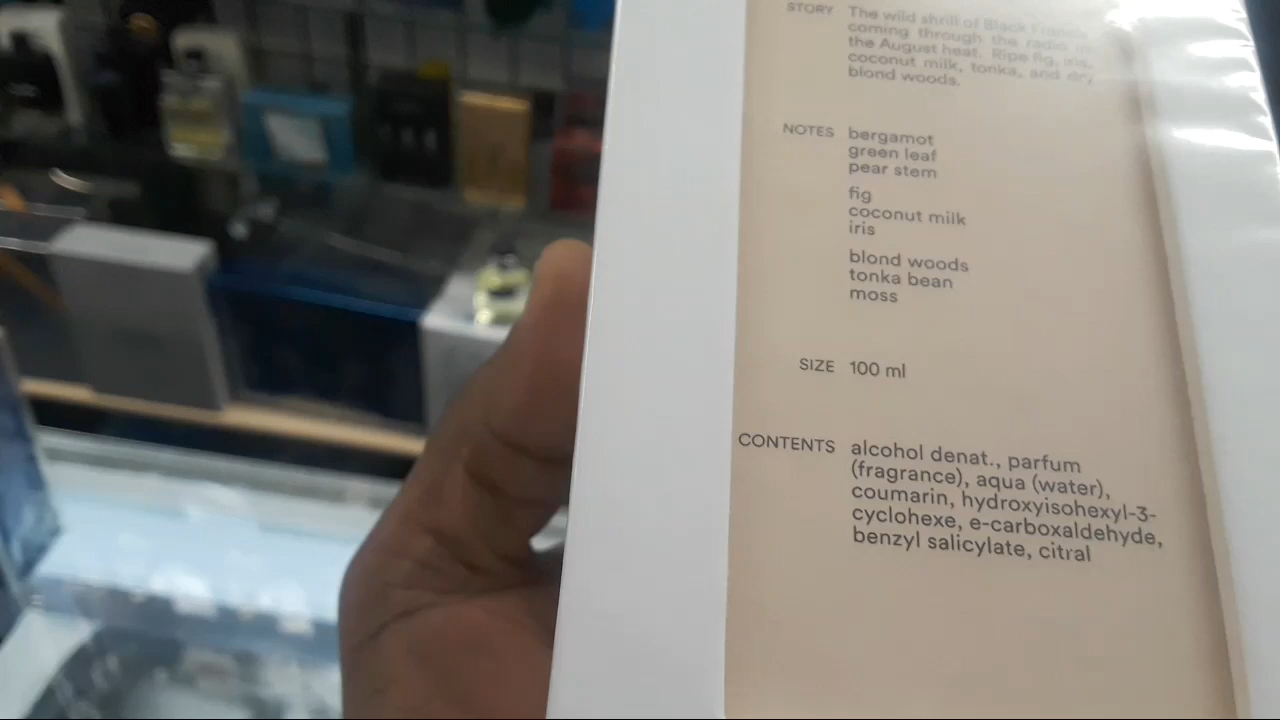 STORY The wild shrill of Black Francis
coming through the radio in
the August heat. Ripe fig, iris,
coconut milk, tonka, and dry,
blond woods.
NOTES bergamot
green leaf
pear stem
fig
coconut milk
iris
blond woods
tonka bean
moss
SIZE 100 ml
CONTENTS alcohol denat., parfum
(fragrance), aqua (water),
coumarin, hydroxyisohexyl-3-
cyclohexe, e-carboxaldehyde,
benzyl salicylate, citral